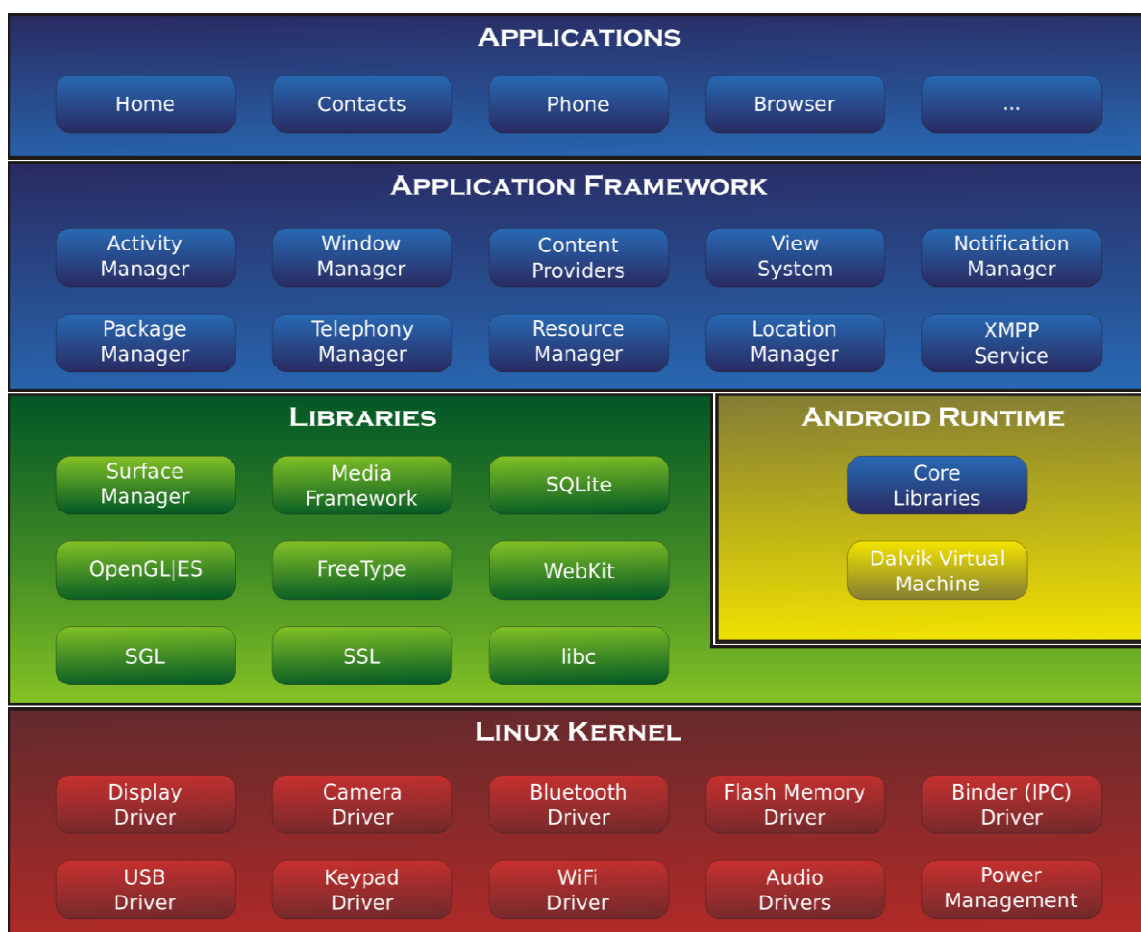 APPLICATIONS
Home
Contacts
Phone
Browser
...
APPLICATION FRAMEWORK
Activity
Manager
Window
Manager
Content
Providers
View
System
Notification
Manager
Package
Manager
Telephony
Manager
Resource
Manager
Location
Manager
XMPP
Service
LIBRARIES
Surface
Manager
Media
Framework
SQLite
OpenGL|ES
FreeType
WebKit
SGL
SSL
libc
ANDROID RUNTIME
Core
Libraries
Dalvik Virtual
Machine
LINUX KERNEL
Display
Driver
Camera
Driver
Bluetooth
Driver
Flash Memory
Driver
Binder (IPC)
Driver
USB
Driver
Keypad
Driver
WiFi
Driver
Audio
Drivers
Power
Management